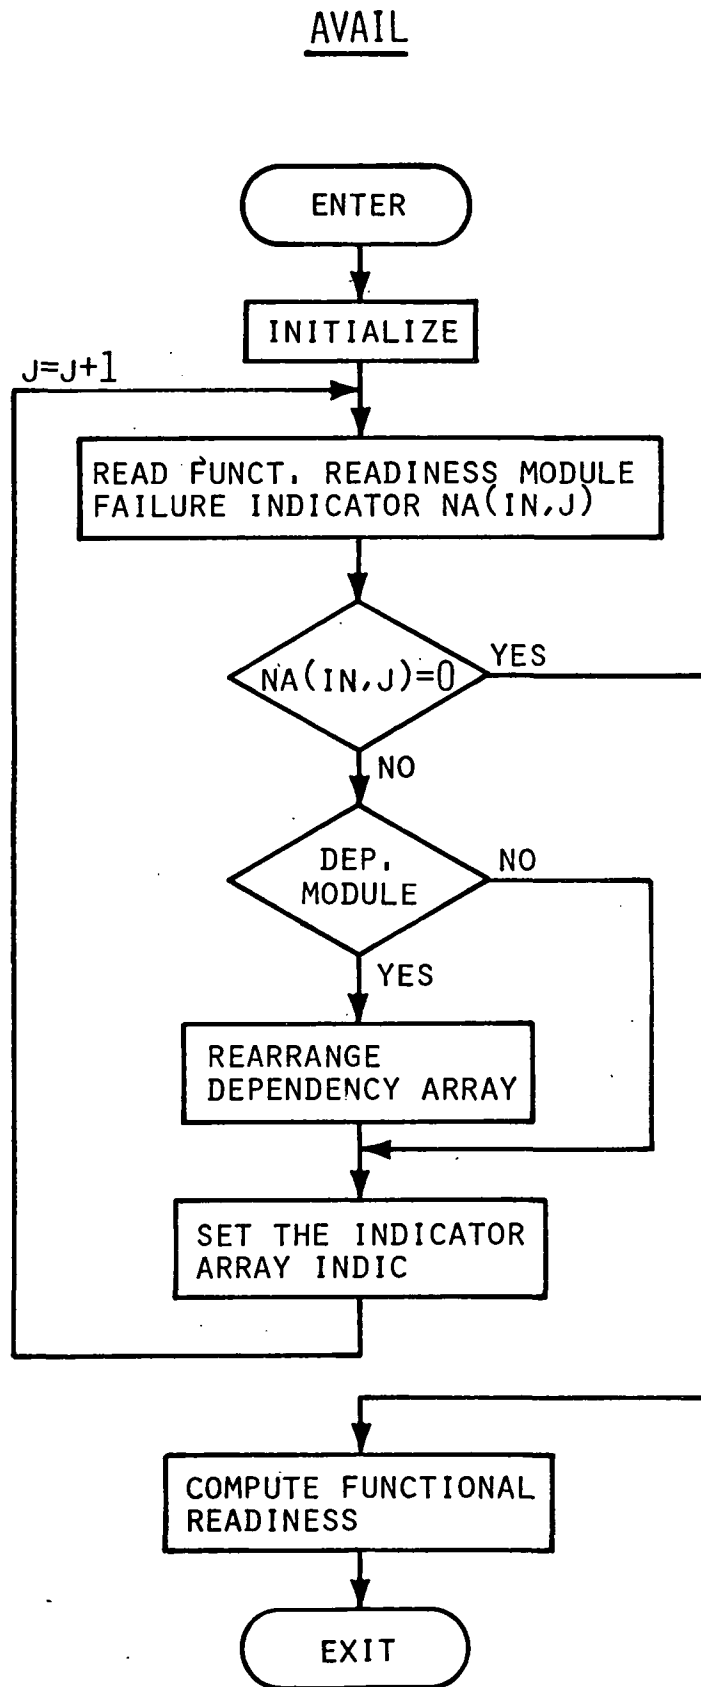 AVAIL
ENTER
INITIALIZE
J=J+1
READ FUNCT. READINESS MODULE
FAILURE INDICATOR NA(IN,J)
NA(IN,J)=0
YES
NO
DEP.
MODULE
NO
YES
REARRANGE
DEPENDENCY ARRAY
SET THE INDICATOR
ARRAY INDIC
COMPUTE FUNCTIONAL
READINESS
EXIT